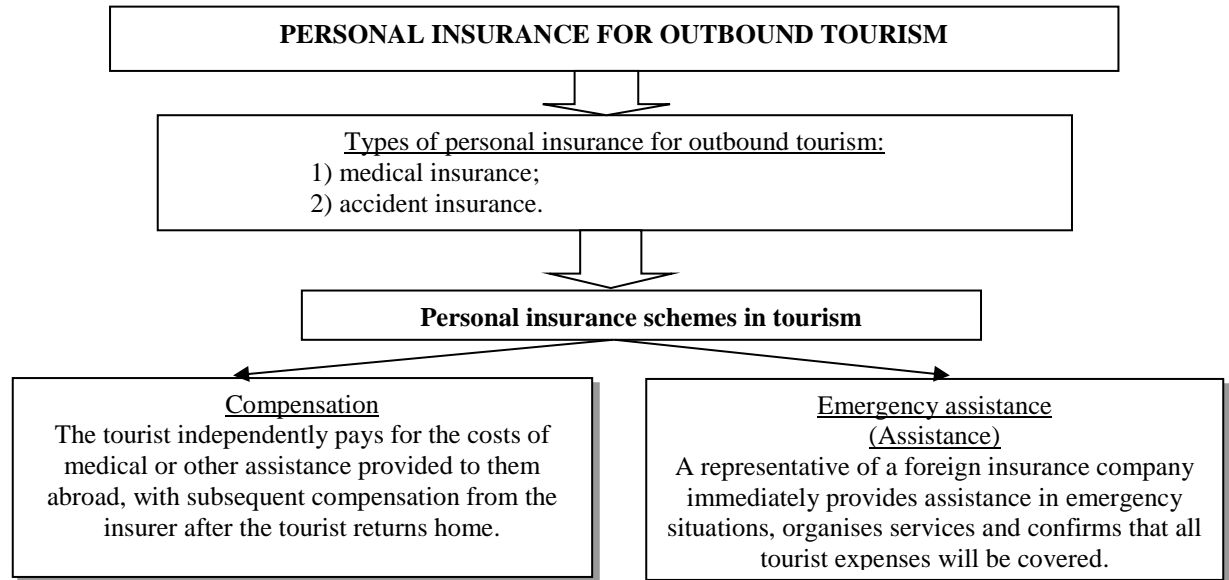 PERSONAL INSURANCE FOR OUTBOUND TOURISM
Types of personal insurance for outbound tourism:
1) medical insurance;
2) accident insurance.
Personal insurance schemes in tourism
Compensation
The tourist independently pays for the costs of
medical or other assistance provided to them
abroad, with subsequent compensation from the
insurer after the tourist returns home.
Emergency assistance
(Assistance)
A representative of a foreign insurance company
immediately provides assistance in emergency
situations, organises services and confirms that all
tourist expenses will be covered.